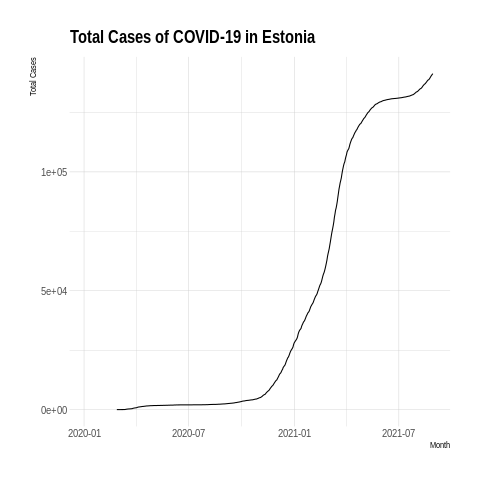 Total Cases of COVID-19 in Estonia
Total Cases
1e+05
5e+04
0e+00
2020-01 2020-07 2021-01 2021-07
Month